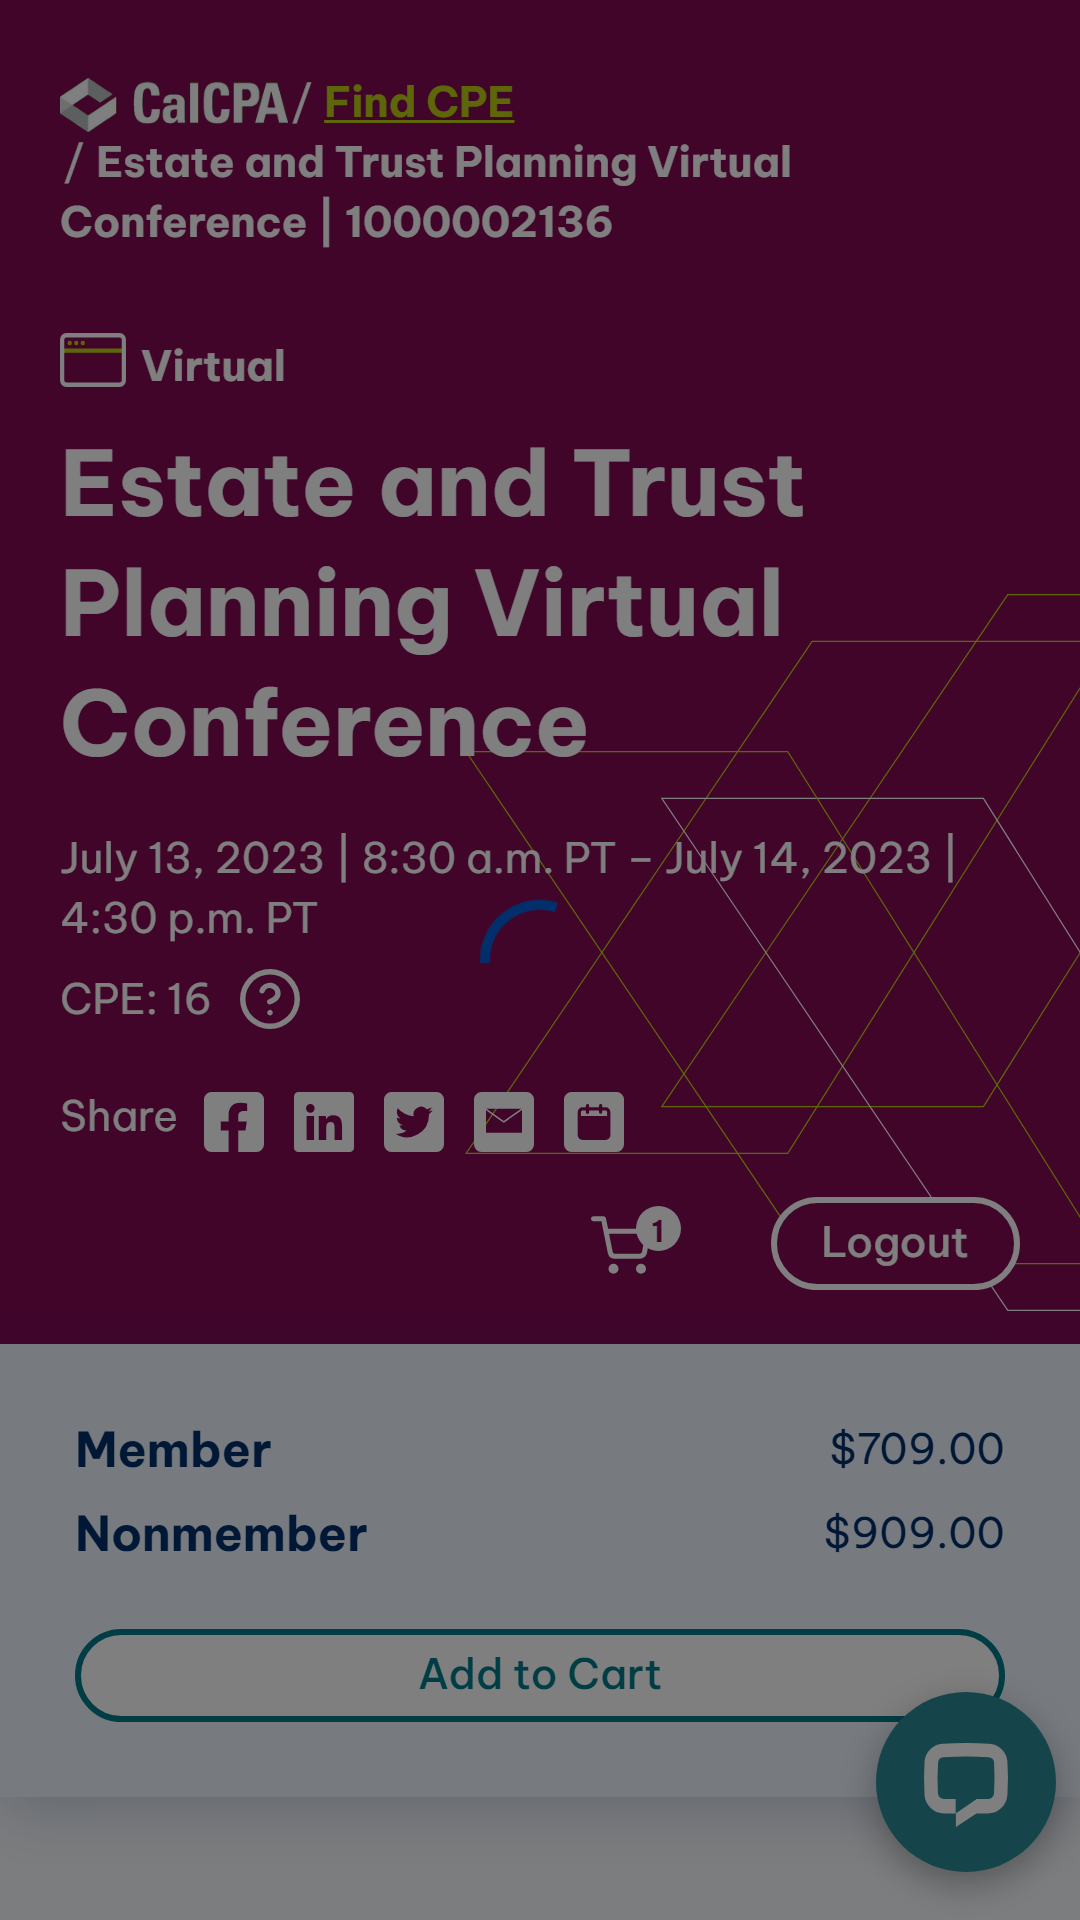 CalCPA / Find CPE
/ Estate and Trust Planning Virtual
Conference | 1000002136
Virtual
Estate and Trust
Planning Virtual
Conference
July 13, 2023 | 8:30 a.m. PT – July 14, 2023 |
4:30 p.m. PT
CPE: 16 ?
Share
1
Logout
Member $709.00
Nonmember $909.00
Add to Cart